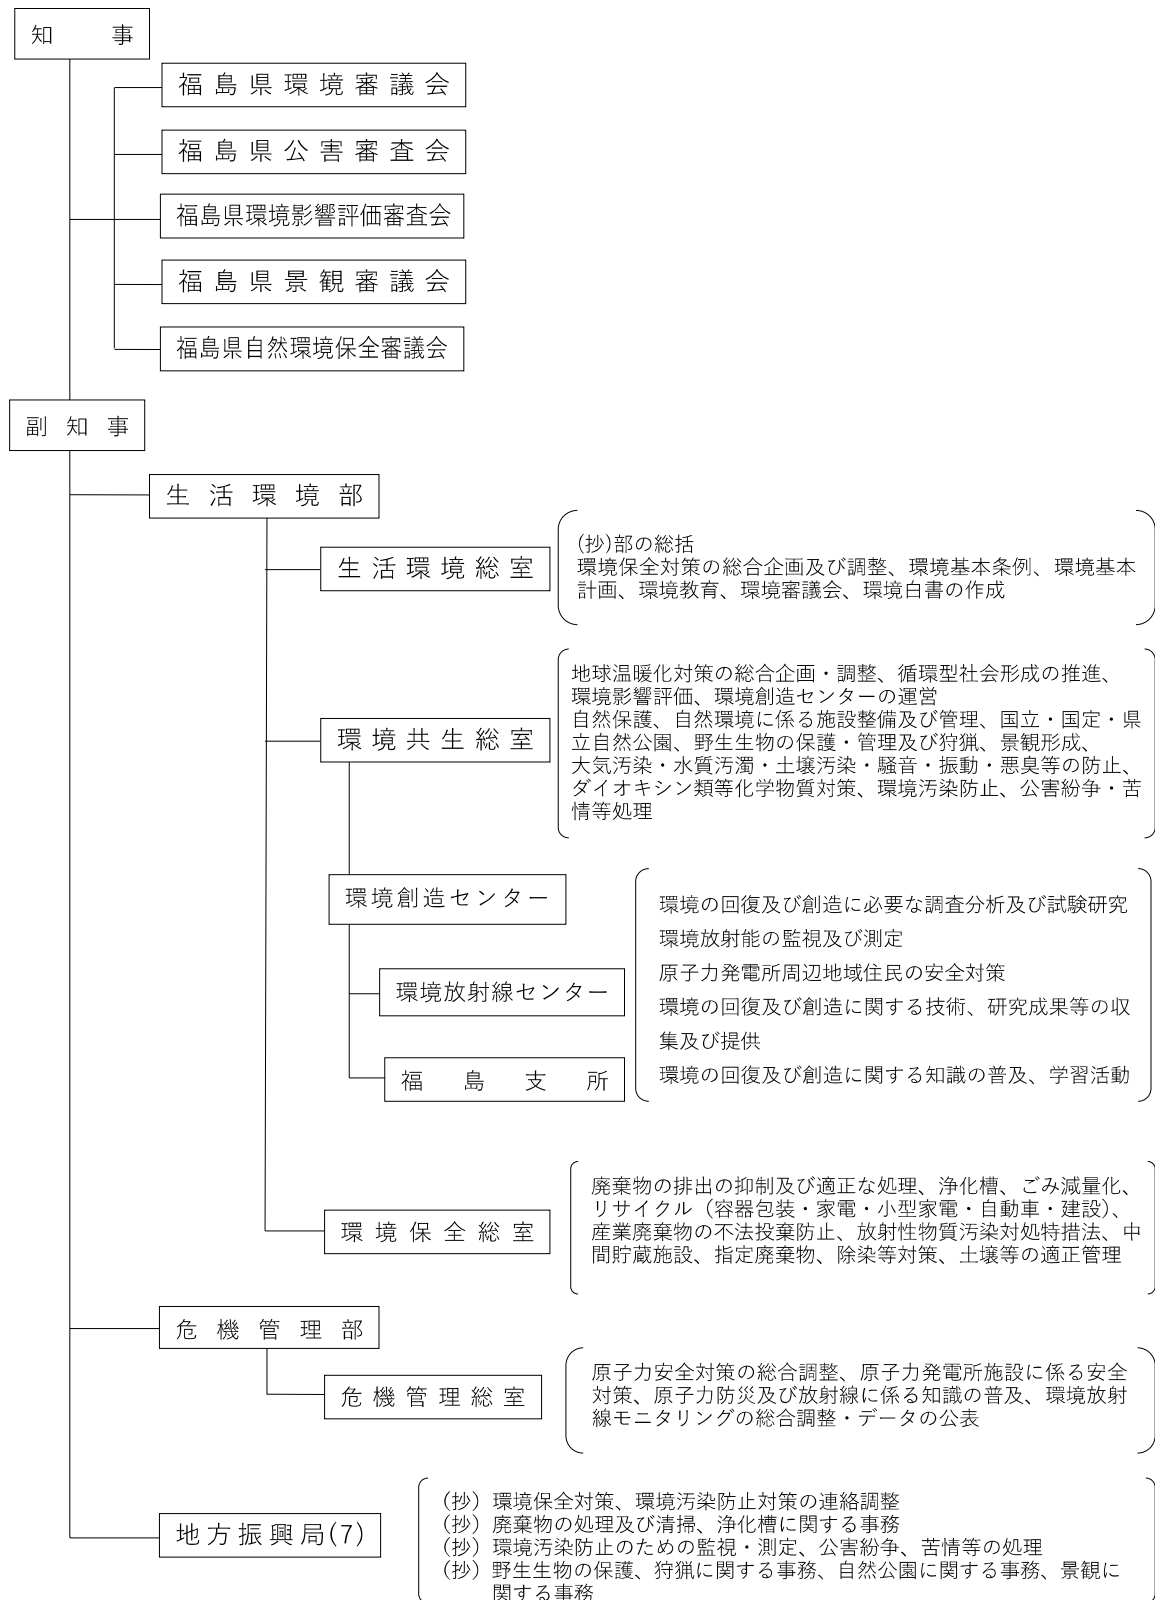 知事
福島県環境審議会
福島県公害審査会
福島県環境影響評価審査会
福島県景観審議会
福島県自然環境保全審議会
副知事
生活環境部
生活環境総室
(抄)部の総括
環境保全対策の総合企画及び調整、環境基本条例、環境基本
計画、環境教育、環境審議会、環境白書の作成
環境共生総室
地球温暖化対策の総合企画・調整、循環型社会形成の推進、
環境影響評価、環境創造センターの運営
自然保護、自然環境に係る施設整備及び管理、国立・国定・県
立自然公園、野生生物の保護・管理及び狩猟、景観形成、
大気汚染・水質汚濁・土壌汚染・騒音・振動・悪臭等の防止、
ダイオキシン類等化学物質対策、環境汚染防止、公害紛争・苦
情等処理
環境創造センター
環境放射線センター
福島支所
環境の回復及び創造に必要な調査分析及び試験研究
環境放射能の監視及び測定
原子力発電所周辺地域住民の安全対策
環境の回復及び創造に関する技術、研究成果等の収
集及び提供
環境の回復及び創造に関する知識の普及、学習活動
環境保全総室
廃棄物の排出の抑制及び適正な処理、浄化槽、ごみ減量化、
リサイクル（容器包装・家電・小型家電・自動車・建設）、
産業廃棄物の不法投棄防止、放射性物質汚染対処特措法、中
間貯蔵施設、指定廃棄物、除染等対策、土壌等の適正管理
危機管理部
危機管理総室
原子力安全対策の総合調整、原子力発電所施設に係る安全
対策、原子力防災及び放射線に係る知識の普及、環境放射
線モニタリングの総合調整・データの公表
地方振興局(7)
（抄）環境保全対策、環境汚染防止対策の連絡調整
（抄）廃棄物の処理及び清掃、浄化槽に関する事務
（抄）環境汚染防止のための監視・測定、公害紛争、苦情等の処理
（抄）野生生物の保護、狩猟に関する事務、自然公園に関する事務、景観に
関する事務